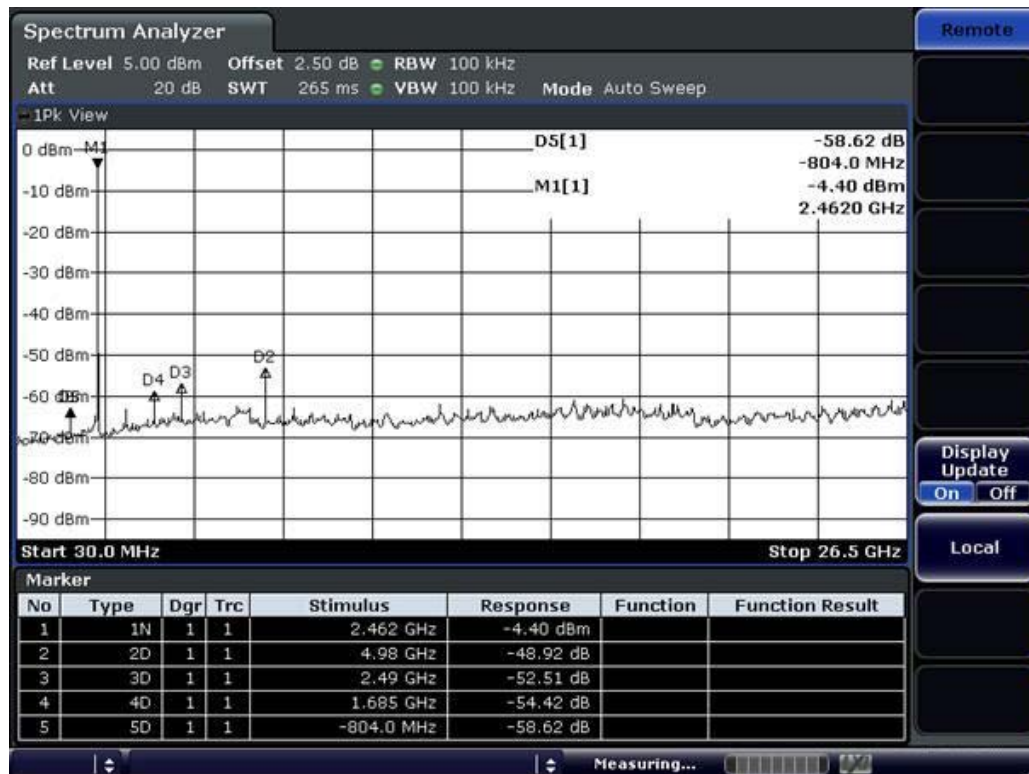 Spectrum Analyzer
Remote
Ref Level 5.00 dBm Offset 2.50 dB RBW 100 kHz
Att 20 dB SWT 265 ms VBW 100 kHz Mode Auto Sweep
1Pk View
D5[1] -58.62 dB
-804.0 MHz
M1[1] -4.40 dBm
2.4620 GHz
0 dBm
M1
-10 dBm
-20 dBm
-30 dBm
-40 dBm
-50 dBm
D2
D4 D3
-60 dBm
D5
-70 dBm
-80 dBm
-90 dBm
Start 30.0 MHz Stop 26.5 GHz
Display
Update
On Off
Local
Marker
No Type Dgr Trc Stimulus Response Function Function Result
1 1N 1 1 2.462 GHz -4.40 dBm
2 2D 1 1 4.98 GHz -48.92 dB
3 3D 1 1 2.49 GHz -52.51 dB
4 4D 1 1 1.685 GHz -54.42 dB
5 5D 1 1 -804.0 MHz -58.62 dB
Measuring...